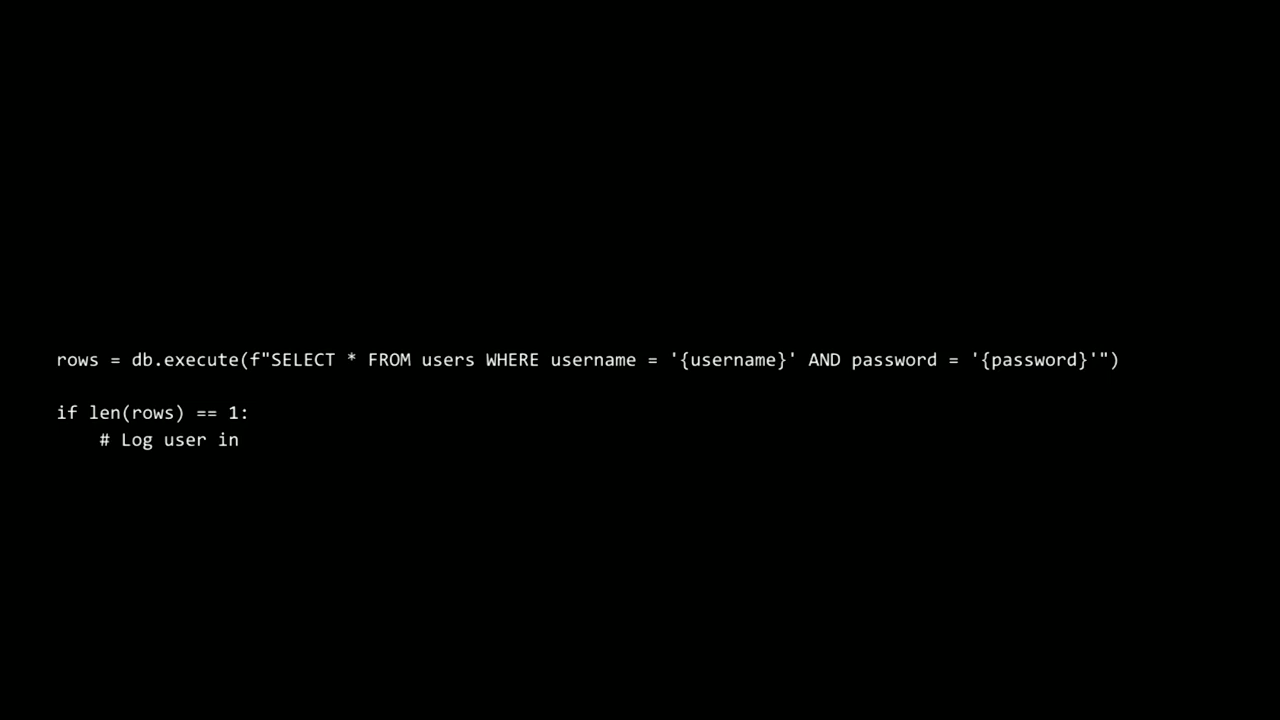 rows = db.execute(f"SELECT * FROM users WHERE username = '{username}' AND password = '{password}'")
if len(rows) == 1:
    # Log user in